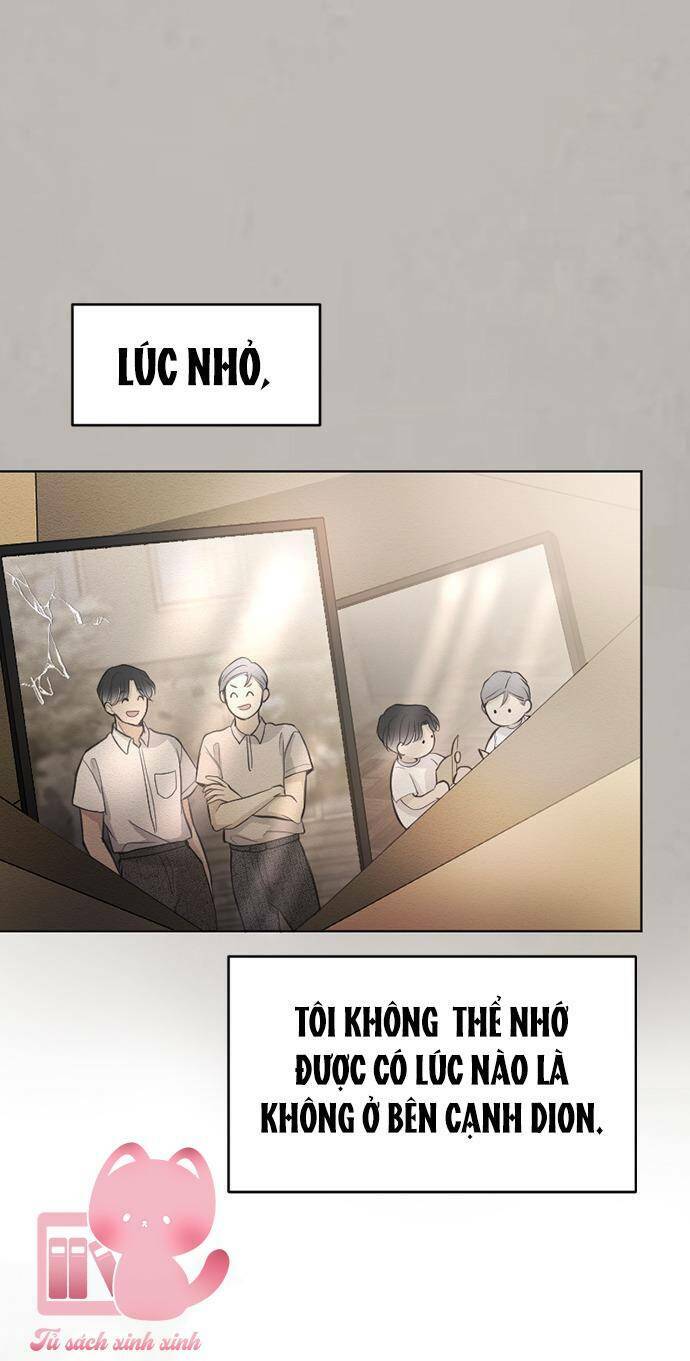 LÚC NHỎ,
TÔI KHÔNG THỂ NHỚ
ĐƯỢC CÓ LÚC NÀO LÀ
KHÔNG Ở BÊN CẠNH DION.
Tủ sách xinh xinh